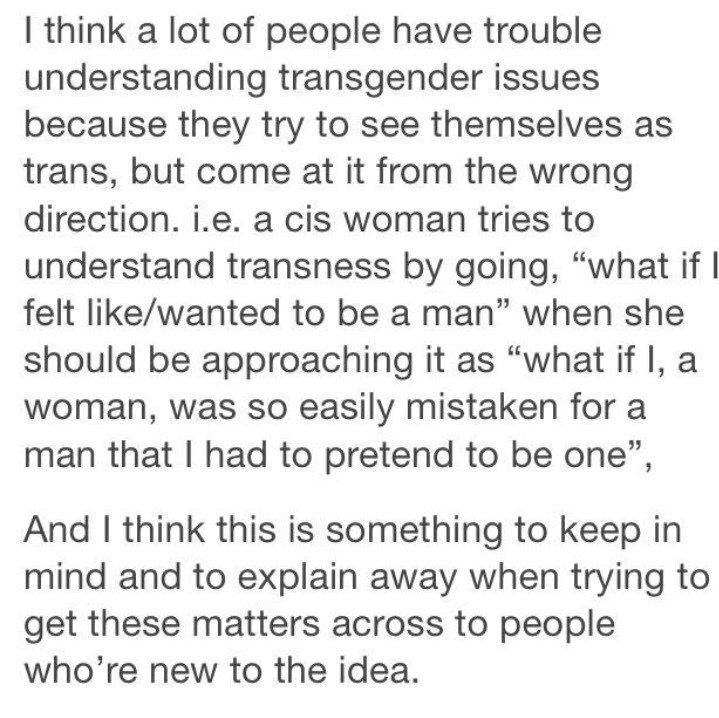 I think a lot of people have trouble
understanding transgender issues
because they try to see themselves as
trans, but come at it from the wrong
direction. i.e. a cis woman tries to
understand transness by going, “what if I
felt like/wanted to be a man” when she
should be approaching it as “what if I, a
woman, was so easily mistaken for a
man that I had to pretend to be one”,
And I think this is something to keep in
mind and to explain away when trying to
get these matters across to people
who’re new to the idea.